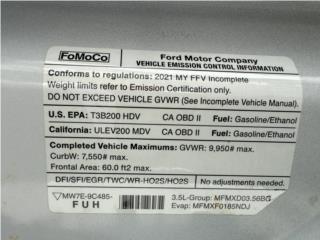 FoMoCo
Ford Motor Company
VEHICLE EMISSION CONTROL INFORMATION
Conforms to regulations: 2021 MY FFV Incomplete
Weight limits refer to Emission Certification only.
DO NOT EXCEED VEHICLE GVWR (See Incomplete Vehicle Manual).
U.S. EPA: T3B200 HDV CA OBD II Fuel: Gasoline/Ethanol
California: ULEV200 MDV CA OBD II Fuel: Gasoline/Ethanol
Completed Vehicle Maximums: GVWR: 9,950# max.
CurbW: 7,550# max.
Frontal Area: 60.0 ft2 max.
DFI/SFI/EGR/TWC/WR-HO2S/HO2S
No adjustments needed.
MW7E-9C485-
FUH
3.5L-Group: MFMXD03.56BG
Evap: MFMXF0185NDJ